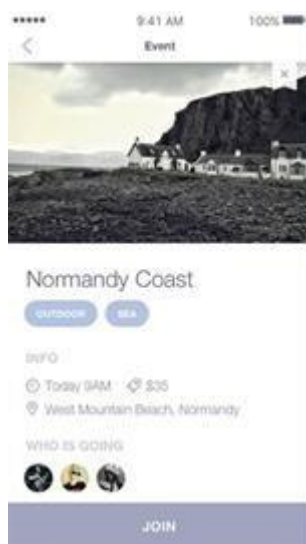 9:41 AM 100%
Event
×
Normandy Coast
OUTDOOR SEA
INFO
Today 9AM $35
West Mountain Beach, Normandy
WHO IS GOING
JOIN